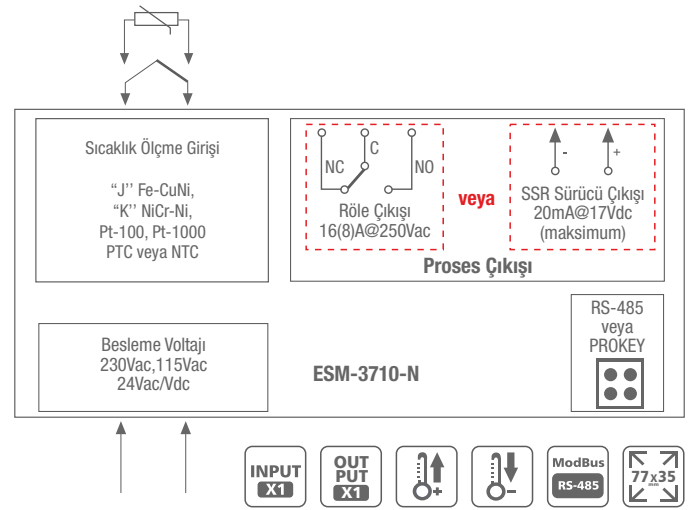 Sıcaklık Ölçme Girişi
“J’’ Fe-CuNi,
“K’’ NiCr-Ni,
Pt-100, Pt-1000
PTC veya NTC
NC
C
NO
Röle Çıkışı
16(8)A@250Vac
veya
-
+
SSR Sürücü Çıkışı
20mA@17Vdc
(maksimum)
Proses Çıkışı
Besleme Voltajı
230Vac,115Vac
24Vac/Vdc
ESM-3710-N
RS-485
veya
PROKEY
INPUT
X1
OUT
PUT
X1
+
-
ModBus
RS-485
77x35
mm